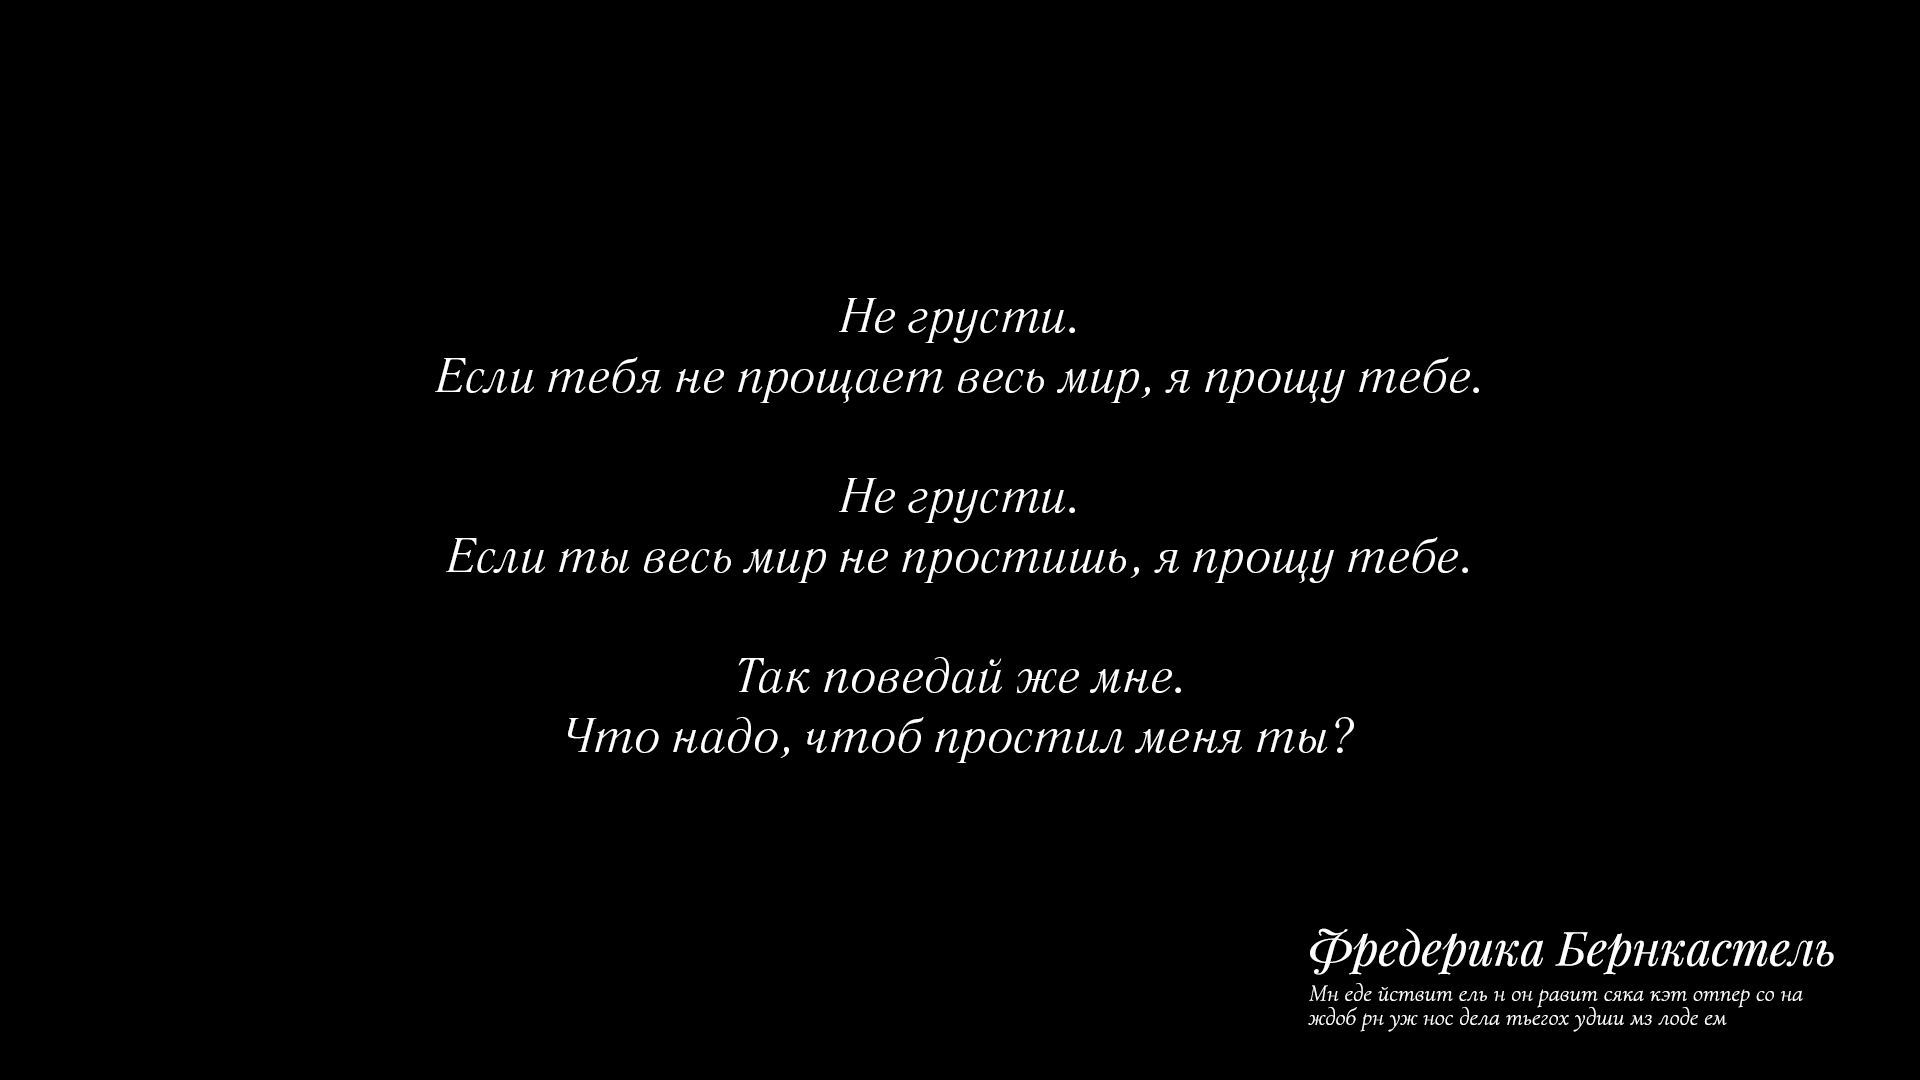 Не грусти.
Если тебя не прощает весь мир, я прощу тебе.
Не грусти.
Если ты весь мир не простишь, я прощу тебе.
Так поведай же мне.
Что надо, чтоб простил меня ты?
Фредерика Бернкастель
Мн еде йствит ель н он равит сяка кэт отпер со на
ждоб рн уж нос дела тьегох удши мз лоде ем